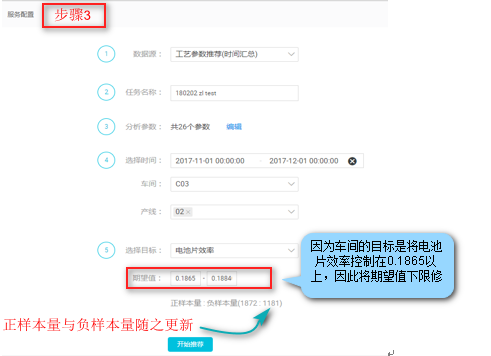 服务配置
步骤3
1 数据源： 工艺参数推荐(时间汇总)
2 任务名称： 180202 zl test
3 分析参数： 共26个参数 编辑
4 选择时间： 2017-11-01 00:00:00 - 2017-12-01 00:00:00
车间： C03
产线： 02 ×
5 选择目标： 电池片效率
期望值： 0.1865 - 0.1884
正样本量 : 负样本量(1872 : 1181)
因为车间的目标是将电池
片效率控制在0.1865以
上，因此将期望值下限修
正样本量与负样本量随之更新
开始推荐